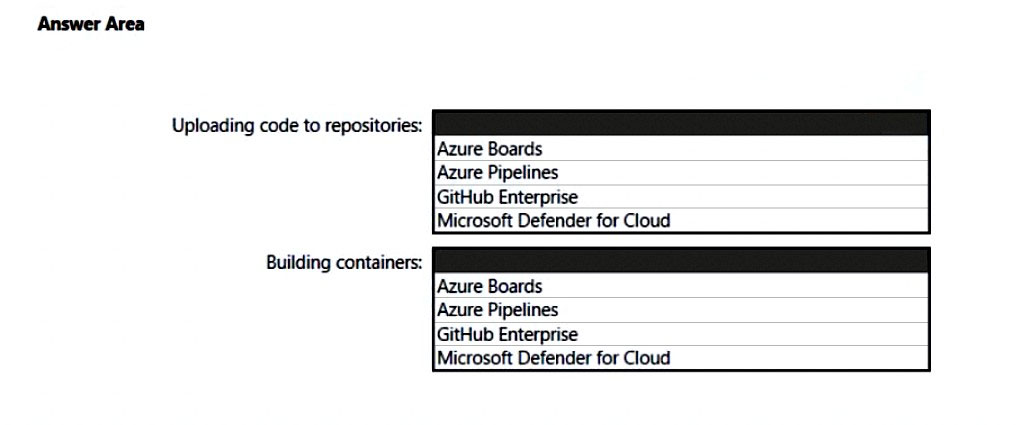 Answer Area
Uploading code to repositories:
Azure Boards
Azure Pipelines
GitHub Enterprise
Microsoft Defender for Cloud
Building containers:
Azure Boards
Azure Pipelines
GitHub Enterprise
Microsoft Defender for Cloud